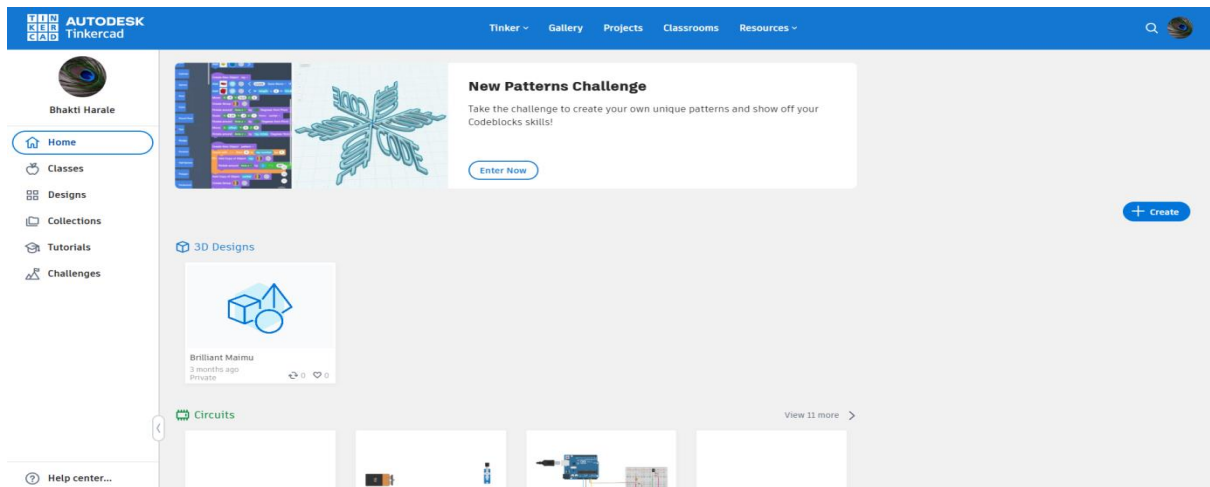 TIN
KER
CAD
AUTODESK
Tinkercad
Tinker
Gallery
Projects
Classrooms
Resources
Bhakti Harale
Home
Classes
Designs
Collections
Tutorials
Challenges
Help center...
New Patterns Challenge
Take the challenge to create your own unique patterns and show off your
Codeblocks skills!
Enter Now
+ Create
3D Designs
Brilliant Maimu
3 months ago
Private
0
0
Circuits
View 11 more